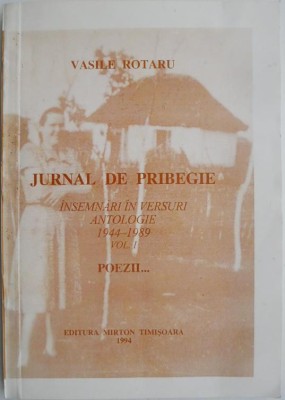 VASILE ROTARU
JURNAL DE PRIBEGIE
ÎNSEMNĂRI ÎN VERSURI
ANTOLOGIE
1944-1989
VOL. I
POEZII...
EDITURA MIRTON TIMIȘOARA
1994